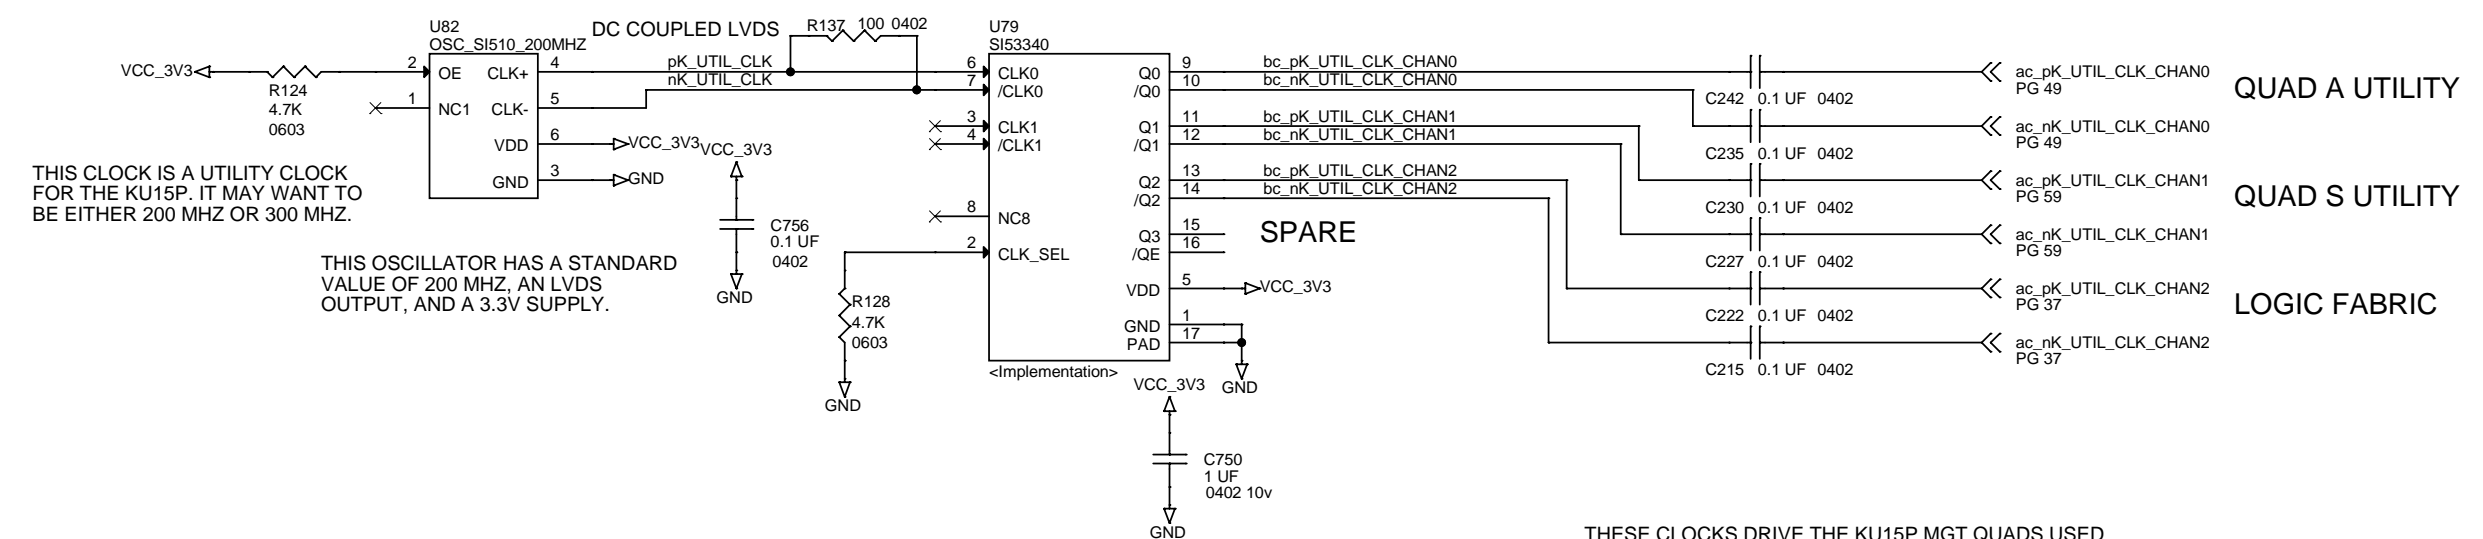 U82
OSC_SI510_200MHZ
DC COUPLED LVDS
R137 100 0402
U79
SI53340
VCC_3V3
R124
4.7K
0603
2 OE
1 NC1
CLK+ 4
CLK- 5
VDD 6
GND 3
VCC_3V3
GND
pK_UTIL_CLK
nK_UTIL_CLK
THIS CLOCK IS A UTILITY CLOCK
FOR THE KU15P. IT MAY WANT TO
BE EITHER 200 MHZ OR 300 MHZ.
THIS OSCILLATOR HAS A STANDARD
VALUE OF 200 MHZ, AN LVDS
OUTPUT, AND A 3.3V SUPPLY.
VCC_3V3
C756
0.1 UF
0402
GND
6 CLK0
7 /CLK0
3 CLK1
4 /CLK1
8 NC8
2 CLK_SEL
R128
4.7K
0603
GND
Q0 9
/Q0 10
Q1 11
/Q1 12
Q2 13
/Q2 14
Q3 15
/QE 16
VDD 5
GND 1
PAD 17
<Implementation>
VCC_3V3
GND
SPARE
VCC_3V3
C750
1 UF
0402 10v
GND
bc_pK_UTIL_CLK_CHAN0
bc_nK_UTIL_CLK_CHAN0
bc_pK_UTIL_CLK_CHAN1
bc_nK_UTIL_CLK_CHAN1
bc_pK_UTIL_CLK_CHAN2
bc_nK_UTIL_CLK_CHAN2
C242 0.1 UF 0402
C235 0.1 UF 0402
C230 0.1 UF 0402
C227 0.1 UF 0402
C222 0.1 UF 0402
C215 0.1 UF 0402
ac_pK_UTIL_CLK_CHAN0
PG 49
ac_nK_UTIL_CLK_CHAN0
PG 49
ac_pK_UTIL_CLK_CHAN1
PG 59
ac_nK_UTIL_CLK_CHAN1
PG 59
ac_pK_UTIL_CLK_CHAN2
PG 37
ac_nK_UTIL_CLK_CHAN2
PG 37
QUAD A UTILITY
QUAD S UTILITY
LOGIC FABRIC
THESE CLOCKS DRIVE THE KU15P MGT QUADS USED